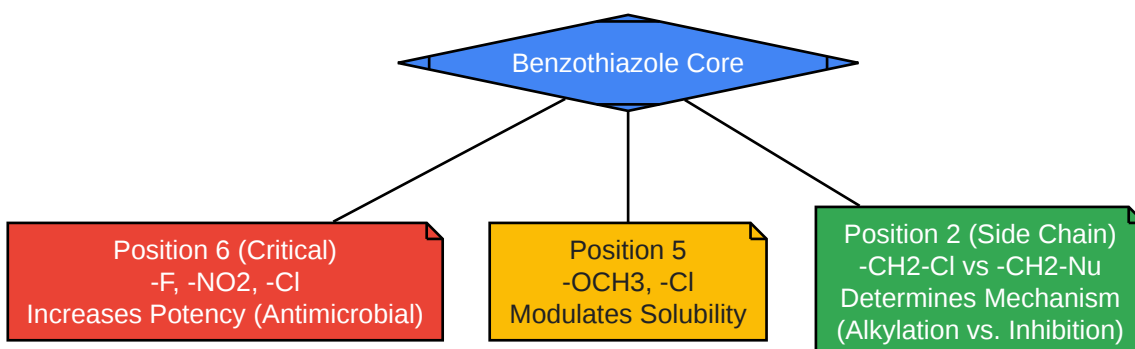 Benzothiazole Core
Position 6 (Critical)
-F, -NO2, -Cl
Increases Potency (Antimicrobial)
Position 5
-OCH3, -Cl
Modulates Solubility
Position 2 (Side Chain)
-CH2-Cl vs -CH2-Nu
Determines Mechanism
(Alkylation vs. Inhibition)